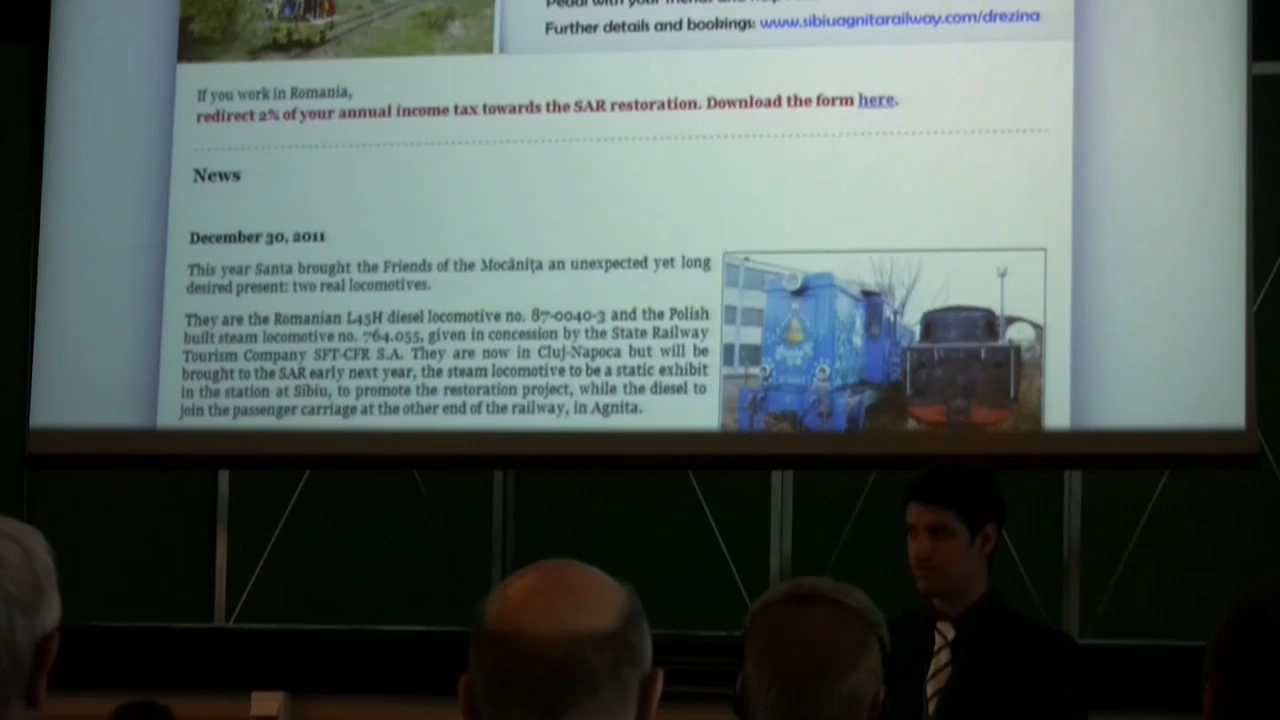 Further details and bookings: www.sibiuagnitarailway.com/drezina
If you work in Romania,
redirect 2% of your annual income tax towards the SAR restoration. Download the form here.
News
December 30, 2011
This year Santa brought the Friends of the Mocănița an unexpected yet long
desired present: two real locomotives.
They are the Romanian L45H diesel locomotive no. 87-0040-3 and the Polish
built steam locomotive no. 764.055, given in concession by the State Railway
Tourism Company SFT-CFR S.A. They are now in Cluj-Napoca but will be
brought to the SAR early next year, the steam locomotive to be a static exhibit
in the station at Sibiu, to promote the restoration project, while the diesel to
join the passenger carriage at the other end of the railway, in Agnita.